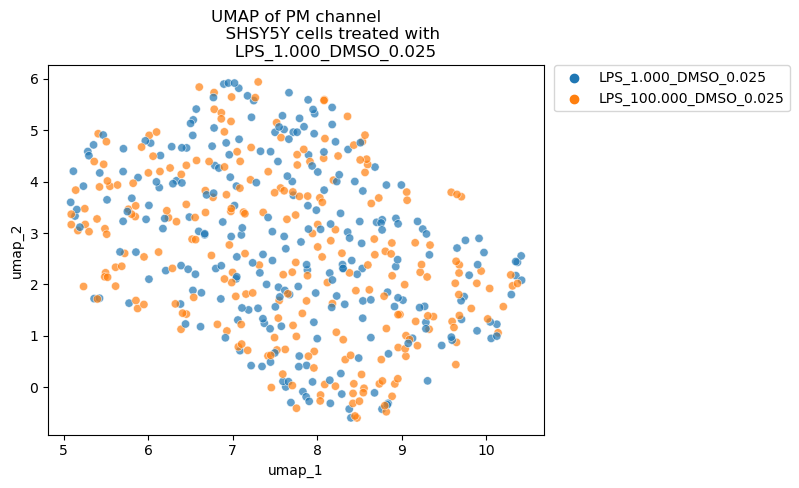 UMAP of PM channel
SHSY5Y cells treated with
LPS_1.000_DMSO_0.025
LPS_1.000_DMSO_0.025
LPS_100.000_DMSO_0.025
umap_2
6
5
4
3
2
1
0
5
6
7
8
9
10
umap_1